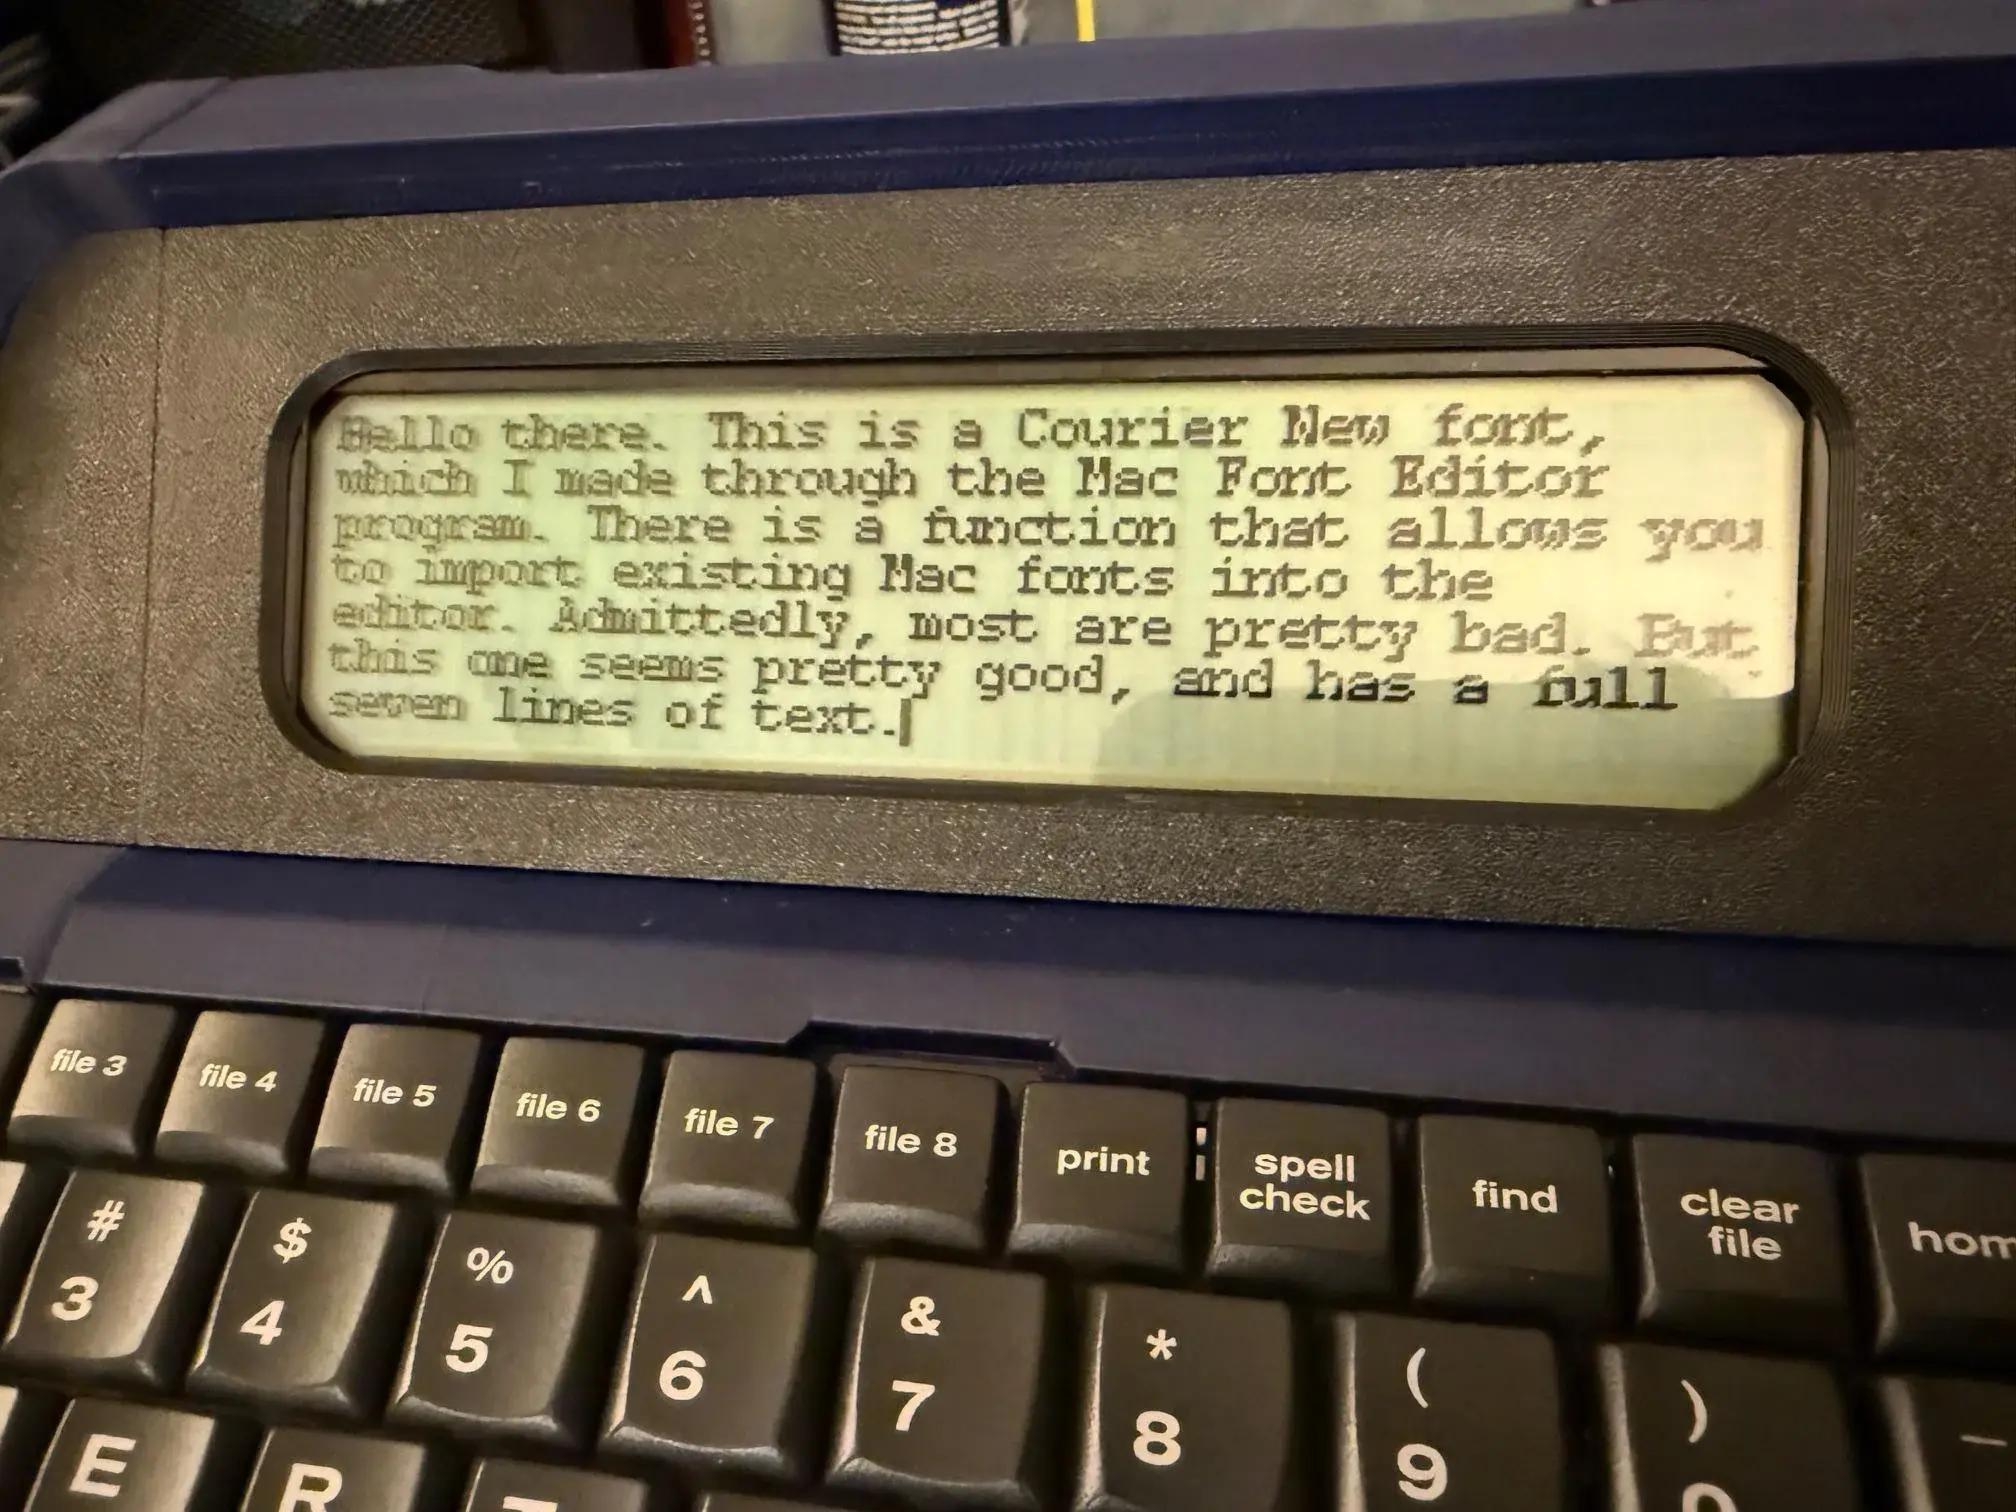 Hello there. This is a Courier New font,
which I made through the Mac Font Editor
program. There is a function that allows you
to import existing Mac fonts into the
editor. Admittedly, most are pretty bad. But
this one seems pretty good, and has a full
seven lines of text.
file 3
file 4
file 5
file 6
file 7
file 8
print
spell
check
find
clear
file
hom
# $ % ^ & * ( ) _
3 4 5 6 7 8 9
E R